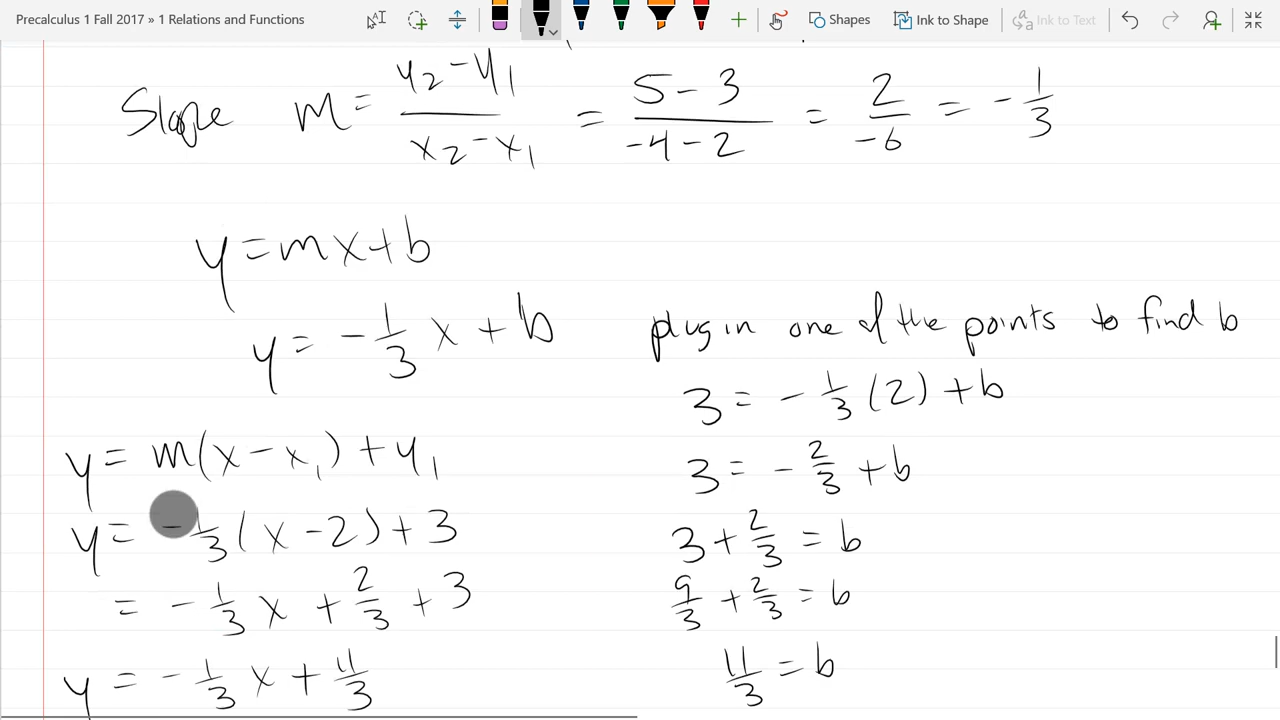 Precalculus 1 Fall 2017 » 1 Relations and Functions
Shapes
Ink to Shape
Ink to Text
Slope m = y₂ - y₁ / x₂ - x₁ = 5 - 3 / -4 - 2 = 2 / -6 = - 1/3
y = mx + b
y = - 1/3 x + b
plug in one of the points to find b
3 = - 1/3 (2) + b
3 = - 2/3 + b
3 + 2/3 = b
9/3 + 2/3 = b
11/3 = b
y = m(x - x₁) + y₁
y = - 1/3 (x - 2) + 3
= - 1/3 x + 2/3 + 3
y = - 1/3 x + 11/3